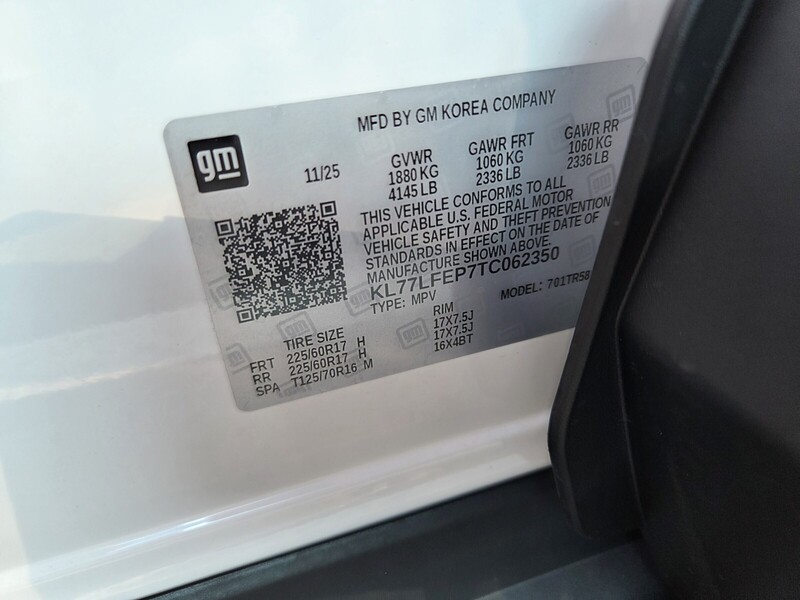 MFD BY GM KOREA COMPANY
gm
11/25
GVWR GAWR FRT GAWR RR
1880 KG 1060 KG 1060 KG
4145 LB 2336 LB 2336 LB
THIS VEHICLE CONFORMS TO ALL
APPLICABLE U.S. FEDERAL MOTOR
VEHICLE SAFETY AND THEFT PREVENTION
STANDARDS IN EFFECT ON THE DATE OF
MANUFACTURE SHOWN ABOVE.
KL77LFEP7TC062350
TYPE: MPV MODEL: 701TR58
TIRE SIZE RIM
FRT 225/60R17 H 17X7.5J
RR 225/60R17 H 17X7.5J
SPA T125/70R16 M 16X4BT